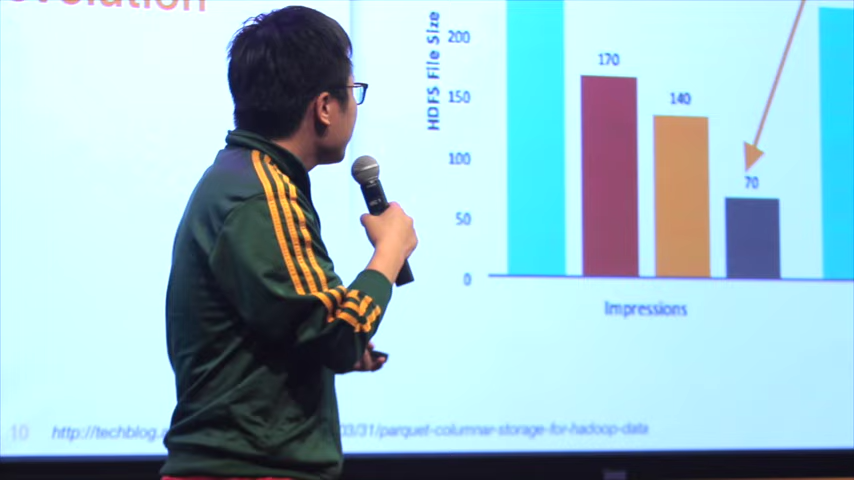 200
HDFS File Size
170
150
140
100
70
50
0
Impressions
10 http://techblog. 03/31/parquet-columnar-storage-for-hadoop-data